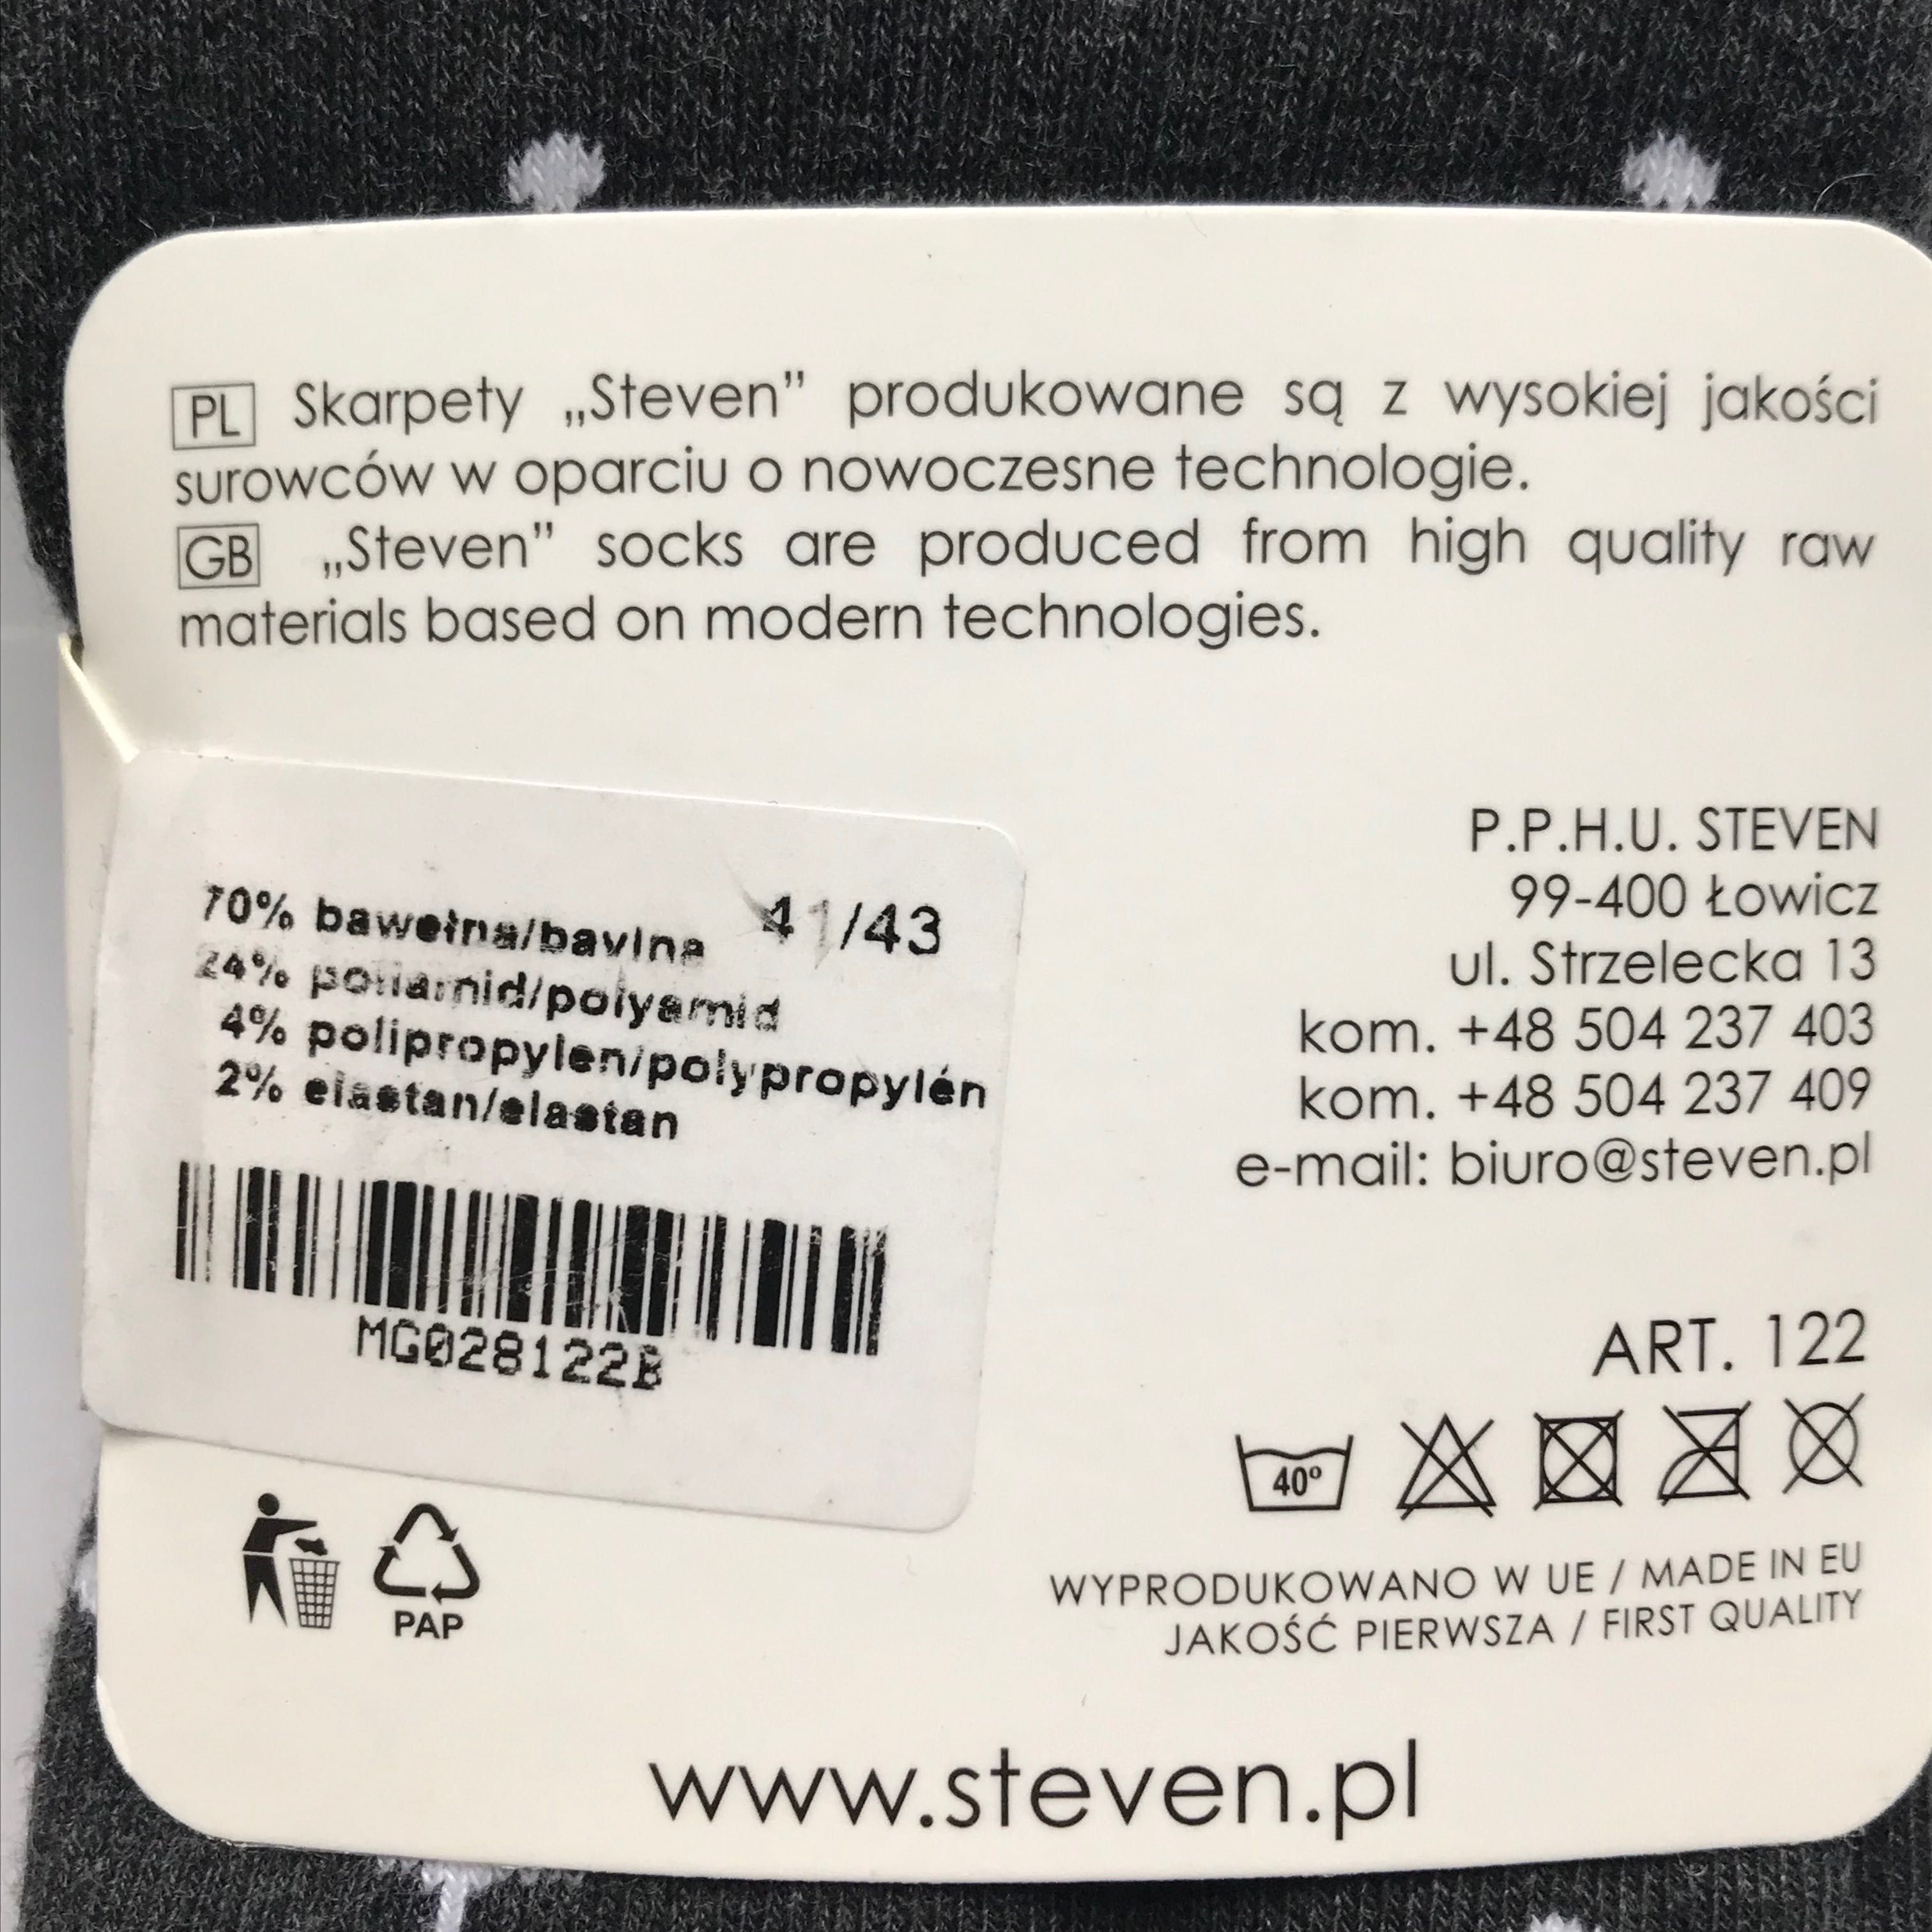 PL Skarpety „Steven” produkowane są z wysokiej jakości
surowców w oparciu o nowoczesne technologie.
GB „Steven” socks are produced from high quality raw
materials based on modern technologies.
70% bawełna/bavlna 41/43
24% poliamid/polyamid
4% polipropylen/polypropylén
2% elastan/elastan
MG028122B
P.P.H.U. STEVEN
99-400 Łowicz
ul. Strzelecka 13
kom. +48 504 237 403
kom. +48 504 237 409
e-mail: biuro@steven.pl
ART. 122
40°
PAP
WYPRODUKOWANO W UE / MADE IN EU
JAKOŚĆ PIERWSZA / FIRST QUALITY
www.steven.pl